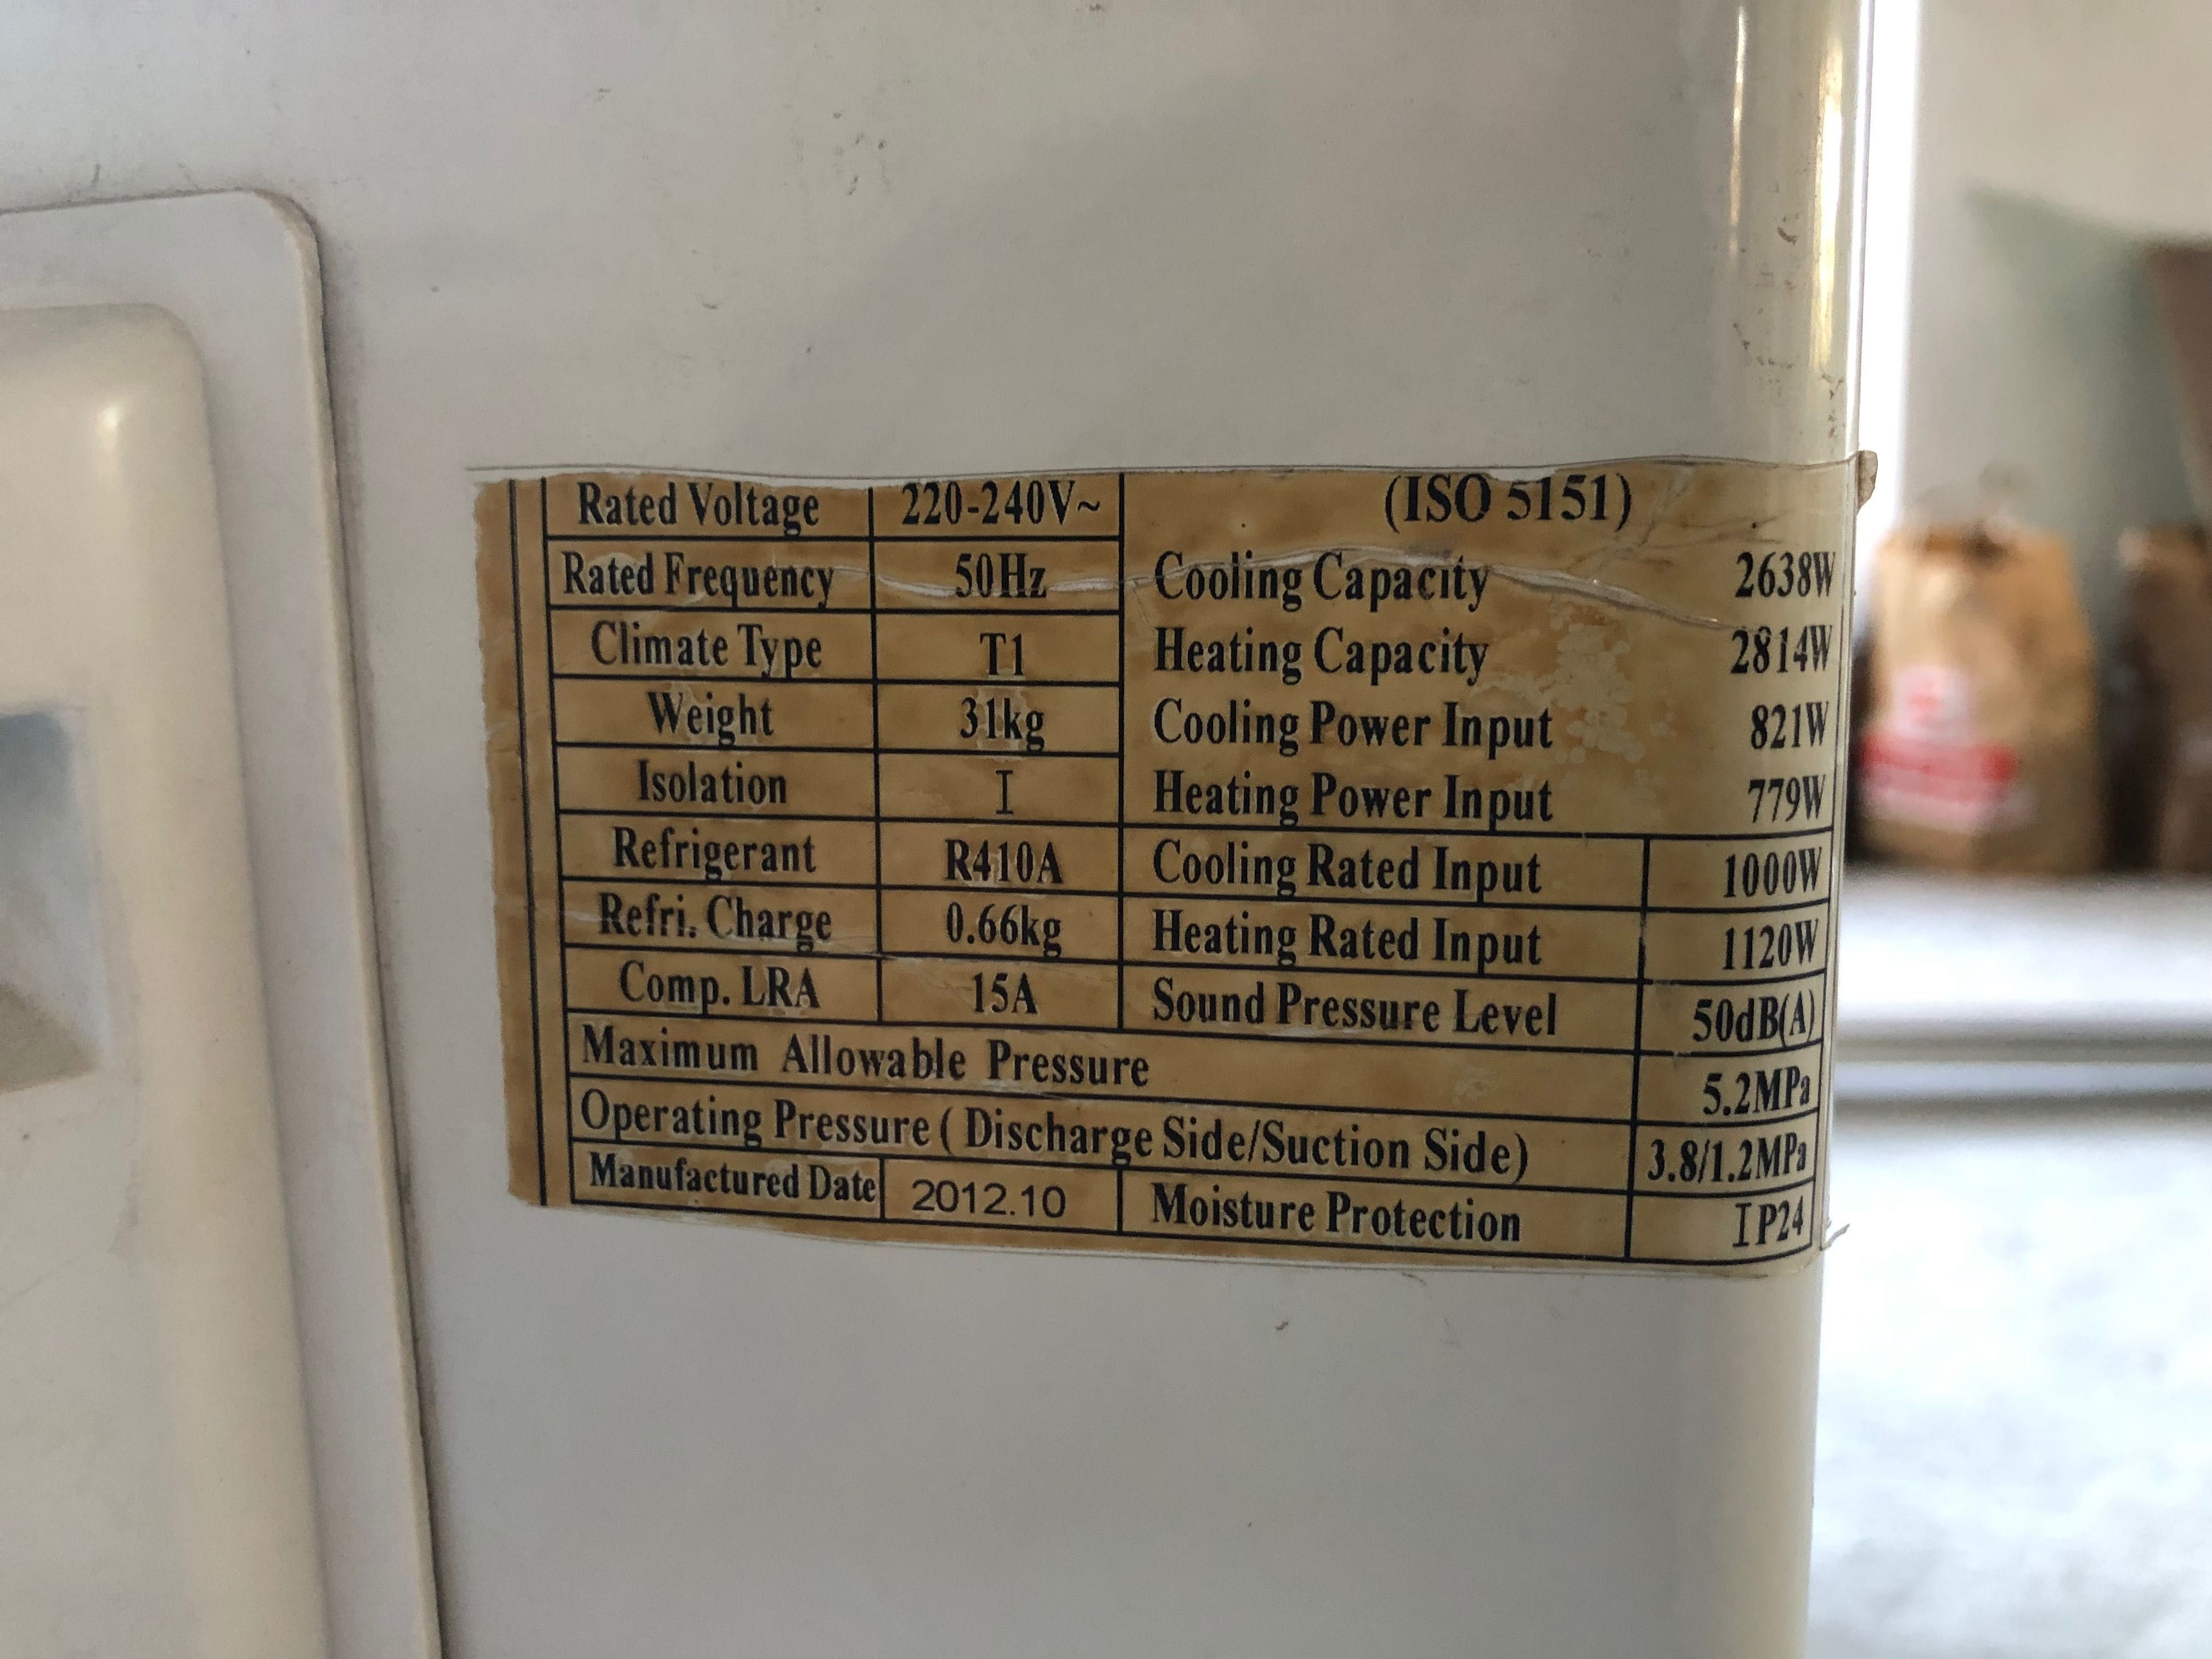 Rated Voltage 220-240V~ (ISO 5151)
Rated Frequency 50Hz Cooling Capacity 2638W
Climate Type T1 Heating Capacity 2814W
Weight 31kg Cooling Power Input 821W
Isolation I Heating Power Input 779W
Refrigerant R410A Cooling Rated Input 1000W
Refri. Charge 0.66kg Heating Rated Input 1120W
Comp. LRA 15A Sound Pressure Level 50dB(A)
Maximum Allowable Pressure 5.2MPa
Operating Pressure ( Discharge Side/Suction Side) 3.8/1.2MPa
Manufactured Date 2012.10 Moisture Protection IP24